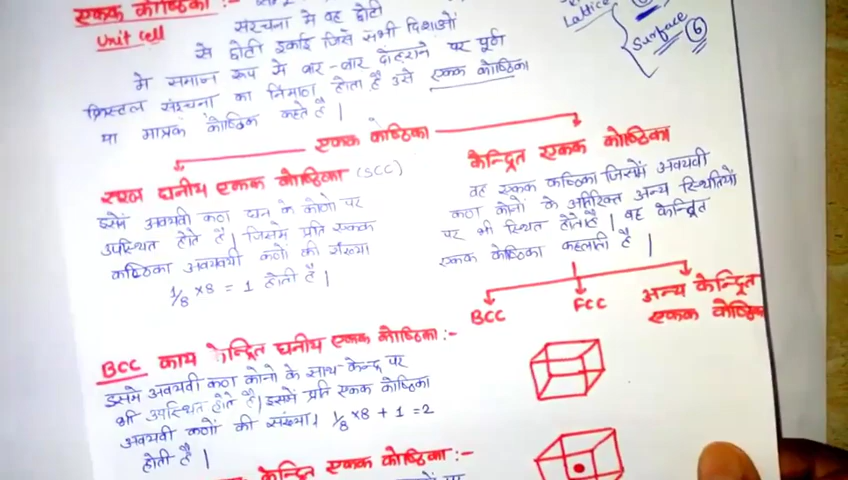 एकक कोष्ठिका :-
Unit cell
संरचना मे वह छोटी
से छोटी इकाई जिसे सभी दिशाओं
मे समान रूप मे बार-बार दोहराने पर पूर्ण
क्रिस्टल संरचना का निर्माण होता है उसे एकक कोष्ठिका
या मात्रक कोष्ठिक कहते है |
Lattice
Surface 6
एकक कोष्ठिका
सरल घनीय एकक कोष्ठिका (SCC)
इसमें अवयवी कण घन के कोनो पर
उपस्थित होते है | जिसमे प्रति एकक
कष्ठिका अवयवयी कणों की संख्या
1/8 × 8 = 1 होती है |
केन्द्रित एकक कोष्ठिका
वह एकक कष्ठिका जिसमें अवयवी
कण कोनों के अतिरिक्त अन्य स्थितियों
पर भी स्थित होते है | वह केन्द्रित
एकक कोष्ठिका कहलाती है |
BCC
FCC
अन्य केन्द्रित
एकक कोष्ठिका
BCC काय केन्द्रित घनीय एकक कोष्ठिका :-
इसमे अवयवी कण कोनो के साथ केन्द्र पर
भी उपस्थित होते है | इसमें प्रति एकक कोष्ठिका
अवयवी कणों की संख्या 1/8 × 8 + 1 = 2
होती है |
केन्द्रित एकक कोष्ठिका :-